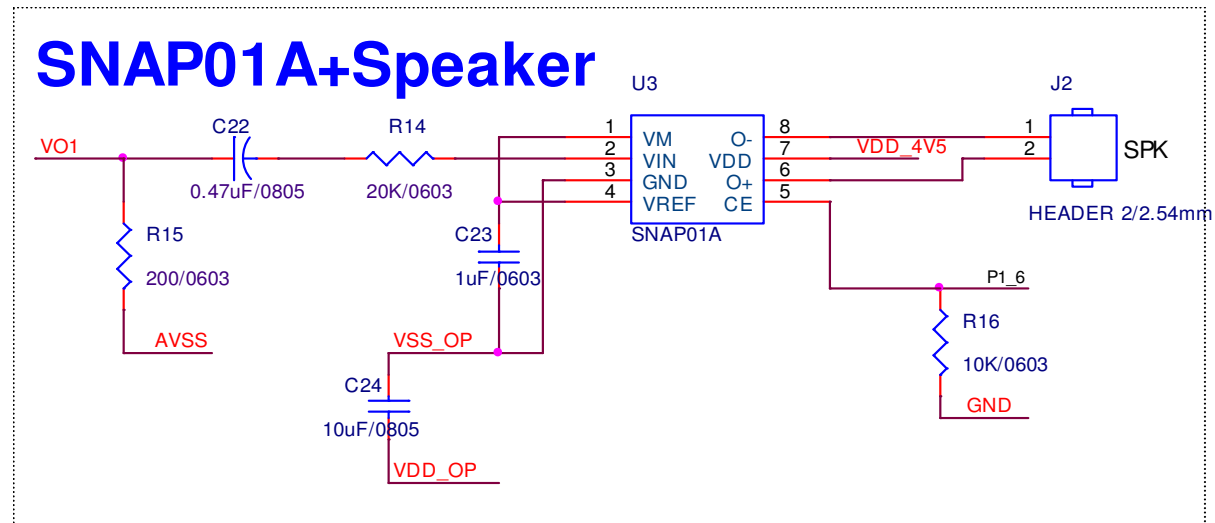 SNAP01A+Speaker
U3
J2
VO1
C22
0.47uF/0805
R14
20K/0603
1
2
3
4
VM
VIN
GND
VREF
O-
VDD
O+
CE
8
7
6
5
SNAP01A
VDD_4V5
1
2
SPK
HEADER 2/2.54mm
R15
200/0603
AVSS
C23
1uF/0603
VSS_OP
C24
10uF/0805
VDD_OP
P1_6
R16
10K/0603
GND